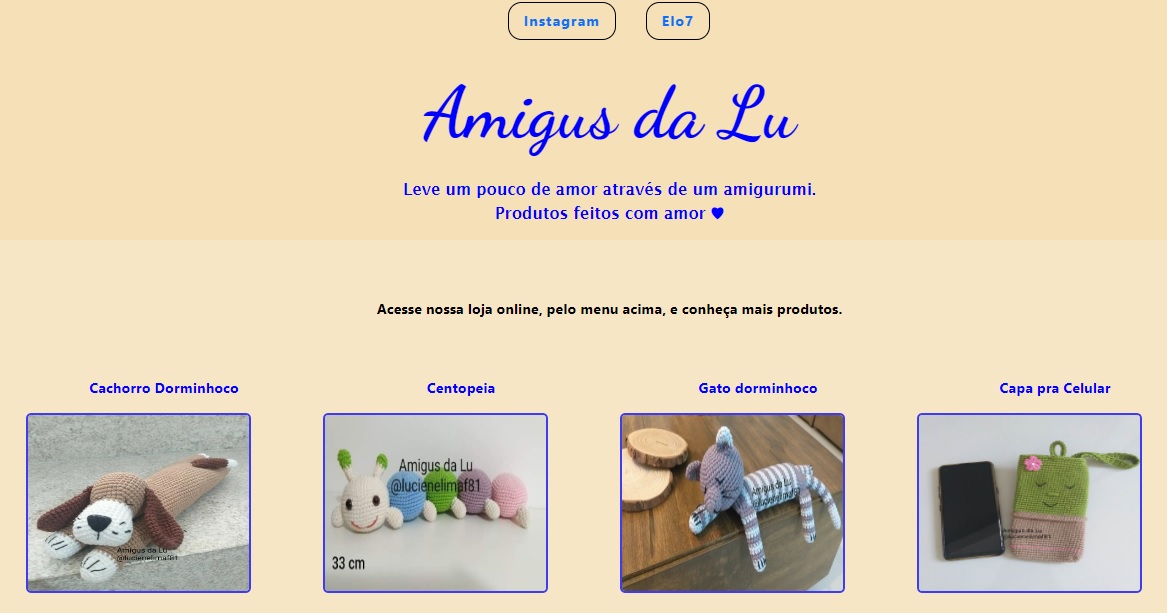 Instagram
Elo7
Amigus da Lu
Leve um pouco de amor através de um amigurumi.
Produtos feitos com amor ♥
Acesse nossa loja online, pelo menu acima, e conheça mais produtos.
Cachorro Dorminhoco
Centopeia
Gato dorminhoco
Capa pra Celular
Amigus da Lu
@lucienelimaf81
Amigus da Lu
@lucienelimaf81
33 cm
Amigus da Lu
@lucienelimaf81
Amigus da Lu
@lucienelimaf81